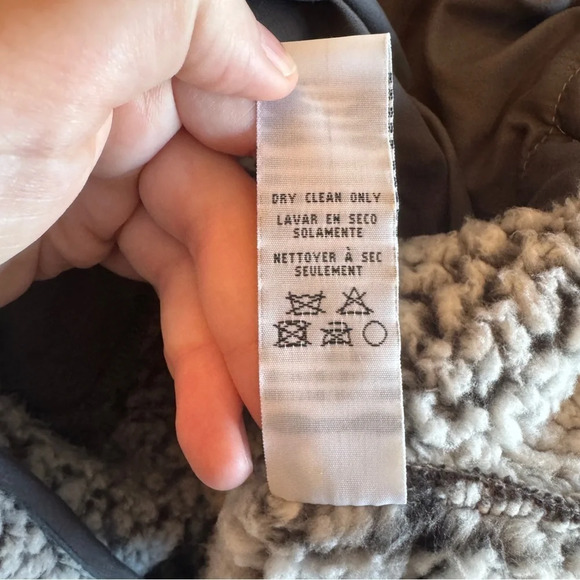 DRY CLEAN ONLY
LAVAR EN SECO
SOLAMENTE
NETTOYER À SEC
SEULEMENT